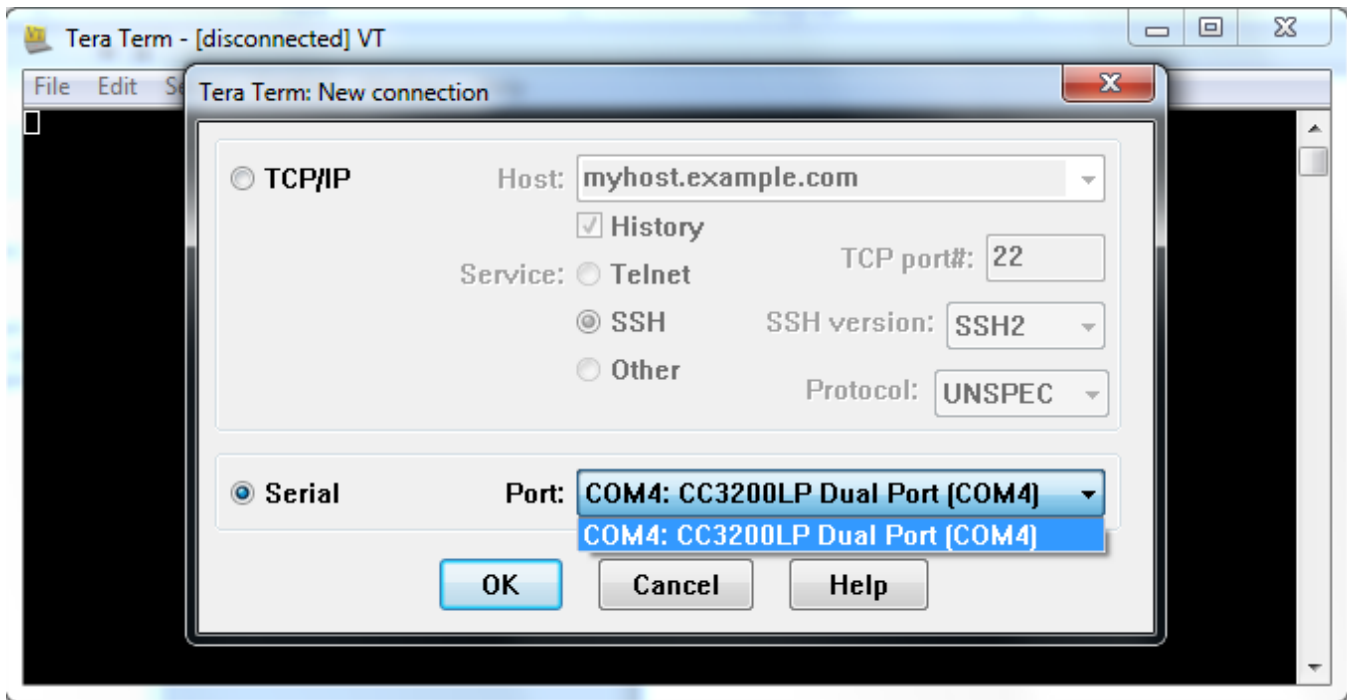 Tera Term - [disconnected] VT
File Edit Se
Tera Term: New connection
TCP/IP
Host: myhost.example.com
History
TCP port#: 22
Service: Telnet
SSH
SSH version: SSH2
Other
Protocol: UNSPEC
Serial
Port: COM4: CC3200LP Dual Port (COM4)
COM4: CC3200LP Dual Port (COM4)
OK Cancel Help